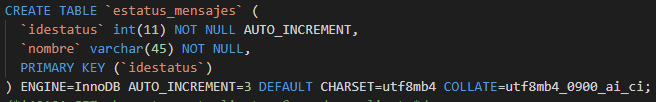 CREATE TABLE `estatus_mensajes` (
`idestatus` int(11) NOT NULL AUTO_INCREMENT,
`nombre` varchar(45) NOT NULL,
PRIMARY KEY (`idestatus`)
) ENGINE=InnoDB AUTO_INCREMENT=3 DEFAULT CHARSET=utf8mb4 COLLATE=utf8mb4_0900_ai_ci;